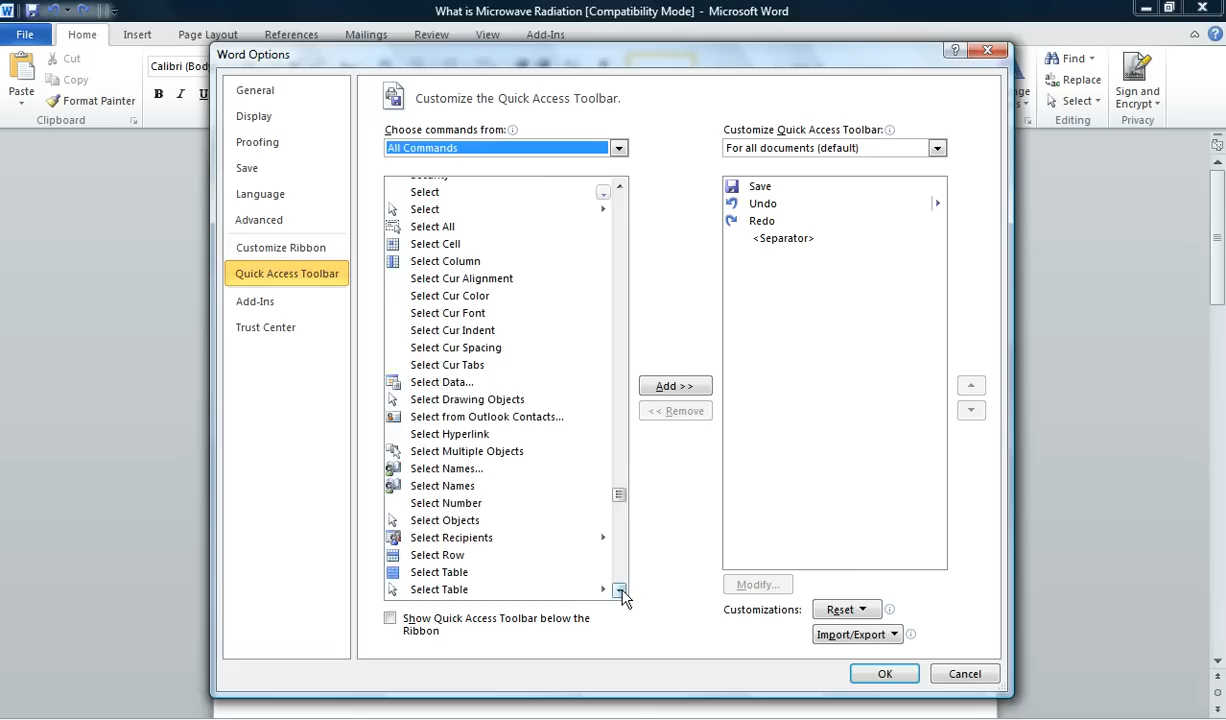 What is Microwave Radiation [Compatibility Mode] - Microsoft Word
File Home Insert Page Layout References Mailings Review View Add-Ins
Word Options
Paste
Cut
Copy
Format Painter
Clipboard
Calibri (Body
B I U
Find
Replace
Select
Editing
Sign and
Encrypt
Privacy
General
Display
Proofing
Save
Language
Advanced
Customize Ribbon
Quick Access Toolbar
Add-Ins
Trust Center
Customize the Quick Access Toolbar.
Choose commands from:
All Commands
Select
Select
Select All
Select Cell
Select Column
Select Cur Alignment
Select Cur Color
Select Cur Font
Select Cur Indent
Select Cur Spacing
Select Cur Tabs
Select Data...
Select Drawing Objects
Select from Outlook Contacts...
Select Hyperlink
Select Multiple Objects
Select Names...
Select Names
Select Number
Select Objects
Select Recipients
Select Row
Select Table
Select Table
Show Quick Access Toolbar below the
Ribbon
Add >>
<< Remove
Customize Quick Access Toolbar:
For all documents (default)
Save
Undo
Redo
<Separator>
Modify...
Customizations: Reset
Import/Export
OK Cancel